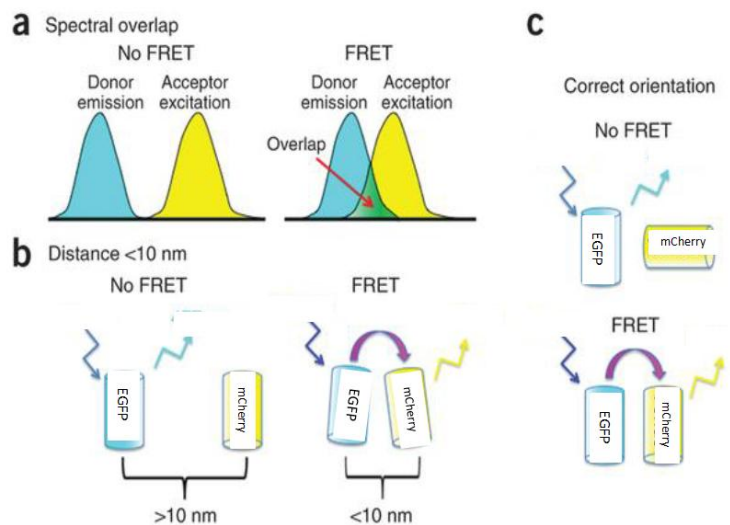 a Spectral overlap
No FRET
FRET
Donor
emission
Acceptor
excitation
Donor
emission
Acceptor
excitation
Overlap
b Distance <10 nm
No FRET
FRET
EGFP
mCherry
EGFP
mCherry
>10 nm
<10 nm
c
Correct orientation
No FRET
EGFP
mCherry
FRET
EGFP
mCherry